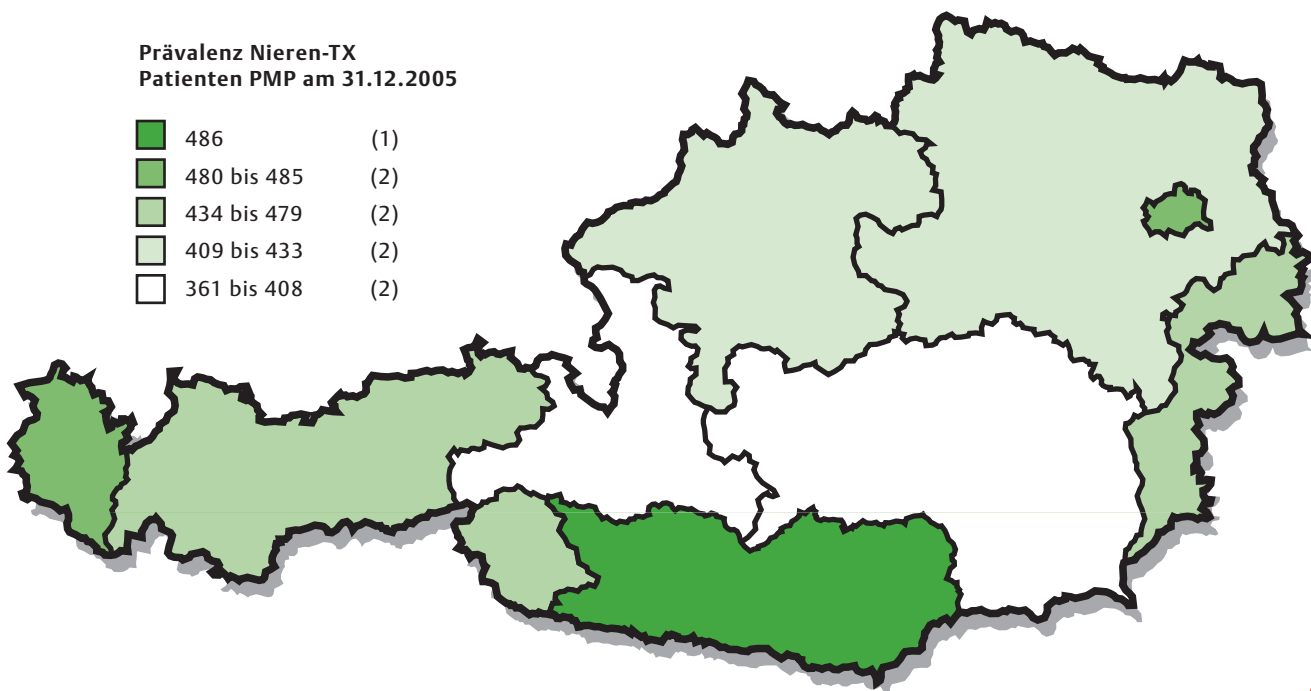 Prävalenz Nieren-TX
Patienten PMP am 31.12.2005
486 (1)
480 bis 485 (2)
434 bis 479 (2)
409 bis 433 (2)
361 bis 408 (2)